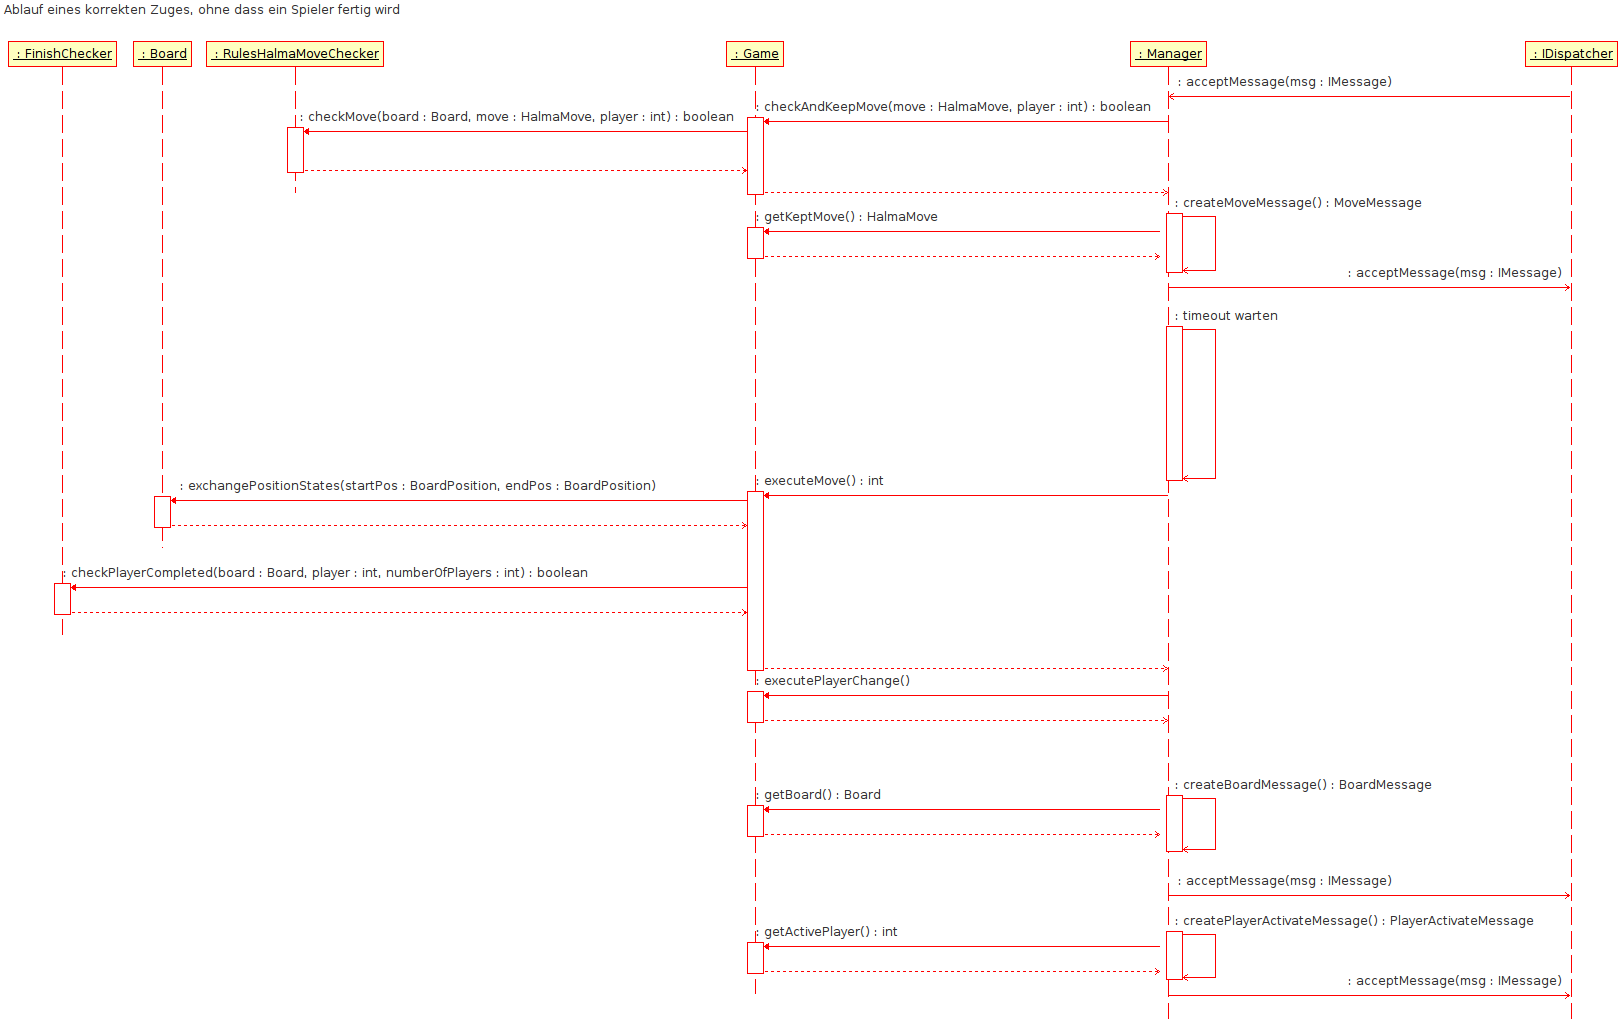 Ablauf eines korrekten Zuges, ohne dass ein Spieler fertig wird
: FinishChecker
: Board
: RulesHalmaMoveChecker
: Game
: Manager
: IDispatcher
: acceptMessage(msg : IMessage)
: checkAndKeepMove(move : HalmaMove, player : int) : boolean
: checkMove(board : Board, move : HalmaMove, player : int) : boolean
: createMoveMessage() : MoveMessage
: getKeptMove() : HalmaMove
: acceptMessage(msg : IMessage)
: timeout warten
: executeMove() : int
: exchangePositionStates(startPos : BoardPosition, endPos : BoardPosition)
: checkPlayerCompleted(board : Board, player : int, numberOfPlayers : int) : boolean
: executePlayerChange()
: createBoardMessage() : BoardMessage
: getBoard() : Board
: acceptMessage(msg : IMessage)
: createPlayerActivateMessage() : PlayerActivateMessage
: getActivePlayer() : int
: acceptMessage(msg : IMessage)